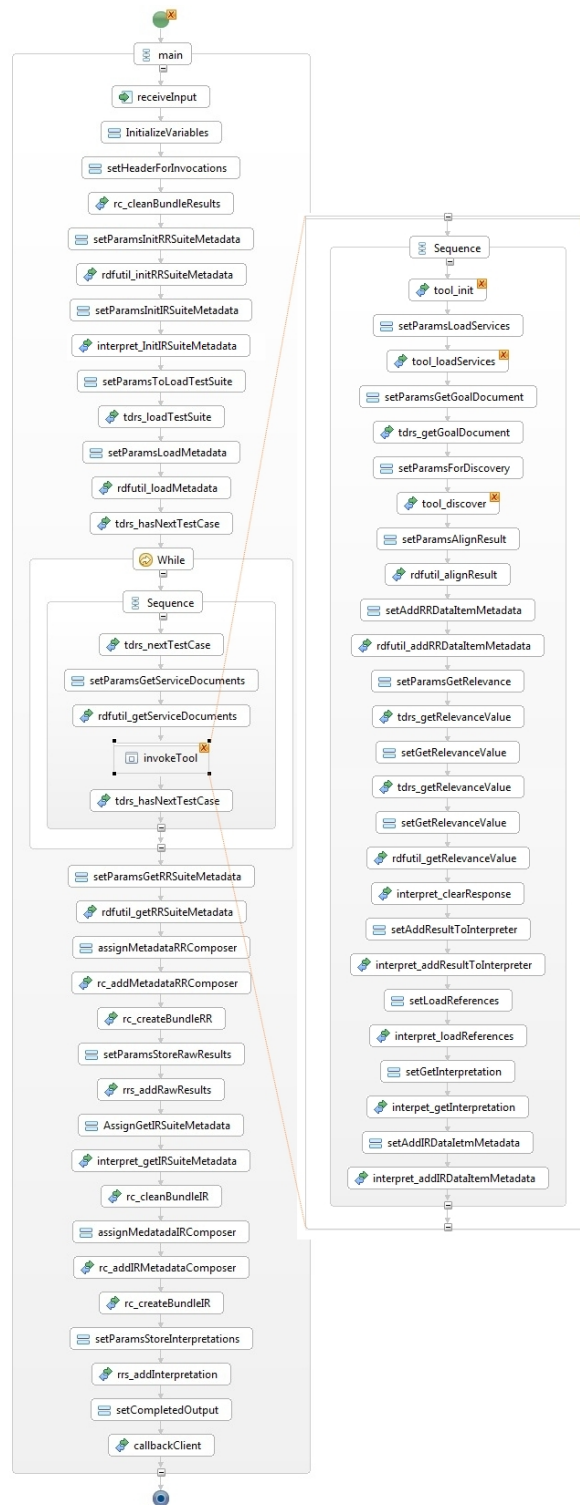 main
receiveInput
InitializeVariables
setHeaderForInvocations
rc_cleanBundleResults
setParamsInitRRSuiteMetadata
rdfutil_initRRSuiteMetadata
setParamsInitIRSuiteMetadata
interpret_InitIRSuiteMetadata
setParamsToLoadTestSuite
tdrs_loadTestSuite
setParamsLoadMetadata
rdfutil_loadMetadata
tdrs_hasNextTestCase
While
Sequence
tdrs_nextTestCase
setParamsGetServiceDocuments
rdfutil_getServiceDocuments
invokeTool
tdrs_hasNextTestCase
setParamsGetRRSuiteMetadata
rdfutil_getRRSuiteMetadata
assignMetadataRRComposer
rc_addMetadataRRComposer
rc_createBundleRR
setParamsStoreRawResults
rrs_addRawResults
AssignGetIRSuiteMetadata
interpret_getIRSuiteMetadata
rc_cleanBundleIR
assignMedatadaIRComposer
rc_addIRMetadataComposer
rc_createBundleIR
setParamsStoreInterpretations
rrs_addInterpretation
setCompletedOutput
callbackClient
Sequence
tool_init
setParamsLoadServices
tool_loadServices
setParamsGetGoalDocument
tdrs_getGoalDocument
setParamsForDiscovery
tool_discover
setParamsAlignResult
rdfutil_alignResult
setAddRRDataItemMetadata
rdfutil_addRRDataItemMetadata
setParamsGetRelevance
tdrs_getRelevanceValue
setGetRelevanceValue
tdrs_getRelevanceValue
setGetRelevanceValue
rdfutil_getRelevanceValue
interpret_clearResponse
setAddResultToInterpreter
interpret_addResultToInterpreter
setLoadReferences
interpret_loadReferences
setGetInterpretation
interpet_getInterpretation
setAddIRDataIetmMetadata
interpret_addIRDataItemMetadata